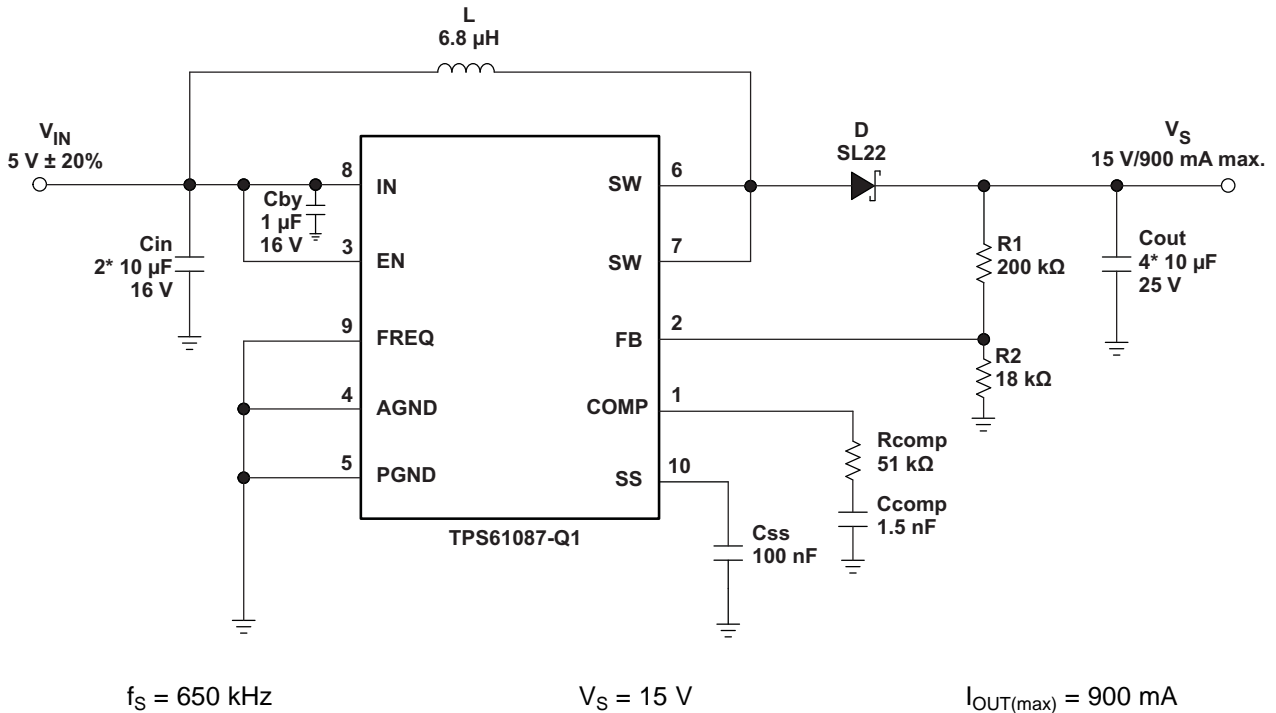 L
6.8 µH
V_IN
5 V ± 20%
D
SL22
V_S
15 V/900 mA max.
8
IN
SW
6
Cby
1 µF
16 V
Cin
2* 10 µF
16 V
3
EN
SW
7
R1
200 kΩ
Cout
4* 10 µF
25 V
9
FREQ
FB
2
R2
18 kΩ
4
AGND
COMP
1
Rcomp
51 kΩ
5
PGND
SS
10
Ccomp
1.5 nF
Css
100 nF
TPS61087-Q1
f_S = 650 kHz
V_S = 15 V
I_OUT(max) = 900 mA